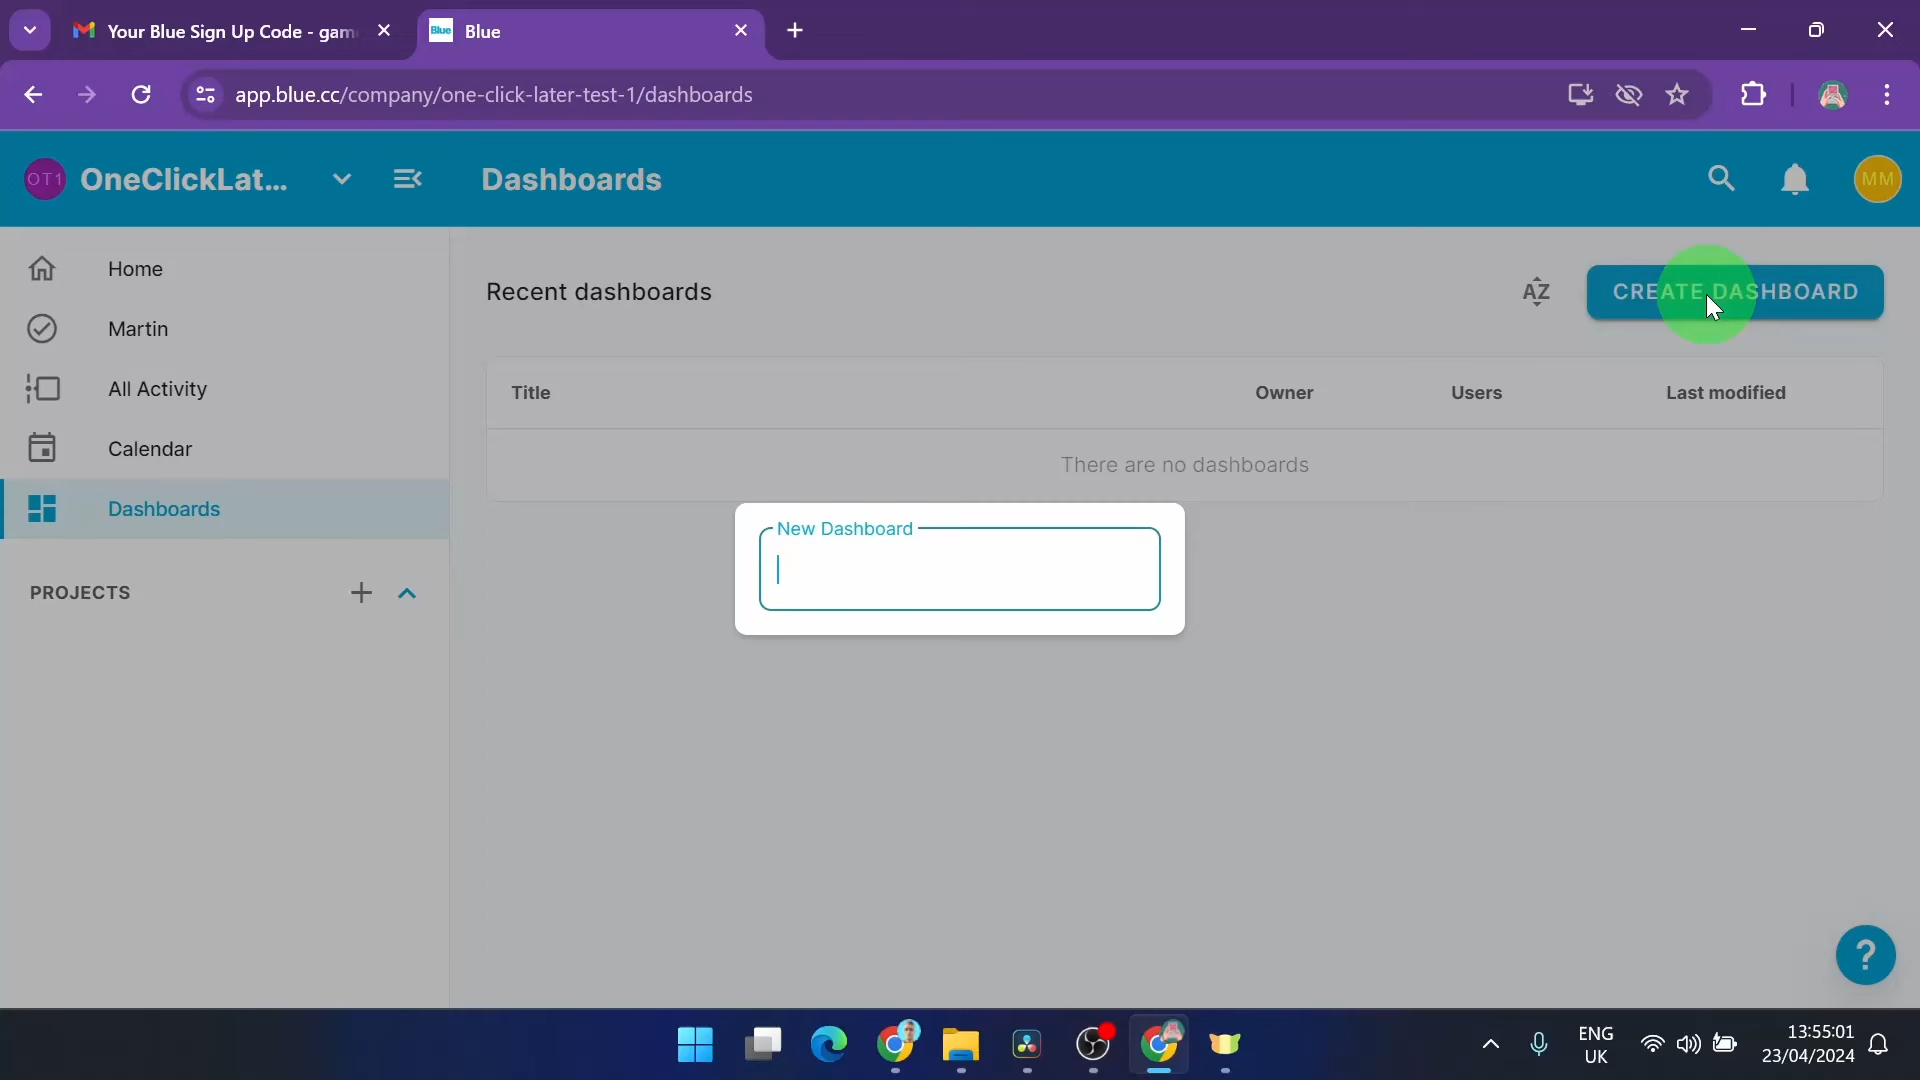 Your Blue Sign Up Code - gam
Blue
Blue
app.blue.cc/company/one-click-later-test-1/dashboards
OT1
OneClickLat...
Dashboards
MM
Home
Martin
All Activity
Calendar
Dashboards
PROJECTS
Recent dashboards
AZ
CREATE DASHBOARD
Title
Owner
Users
Last modified
There are no dashboards
New Dashboard
?
ENG
UK
13:55:01
23/04/2024